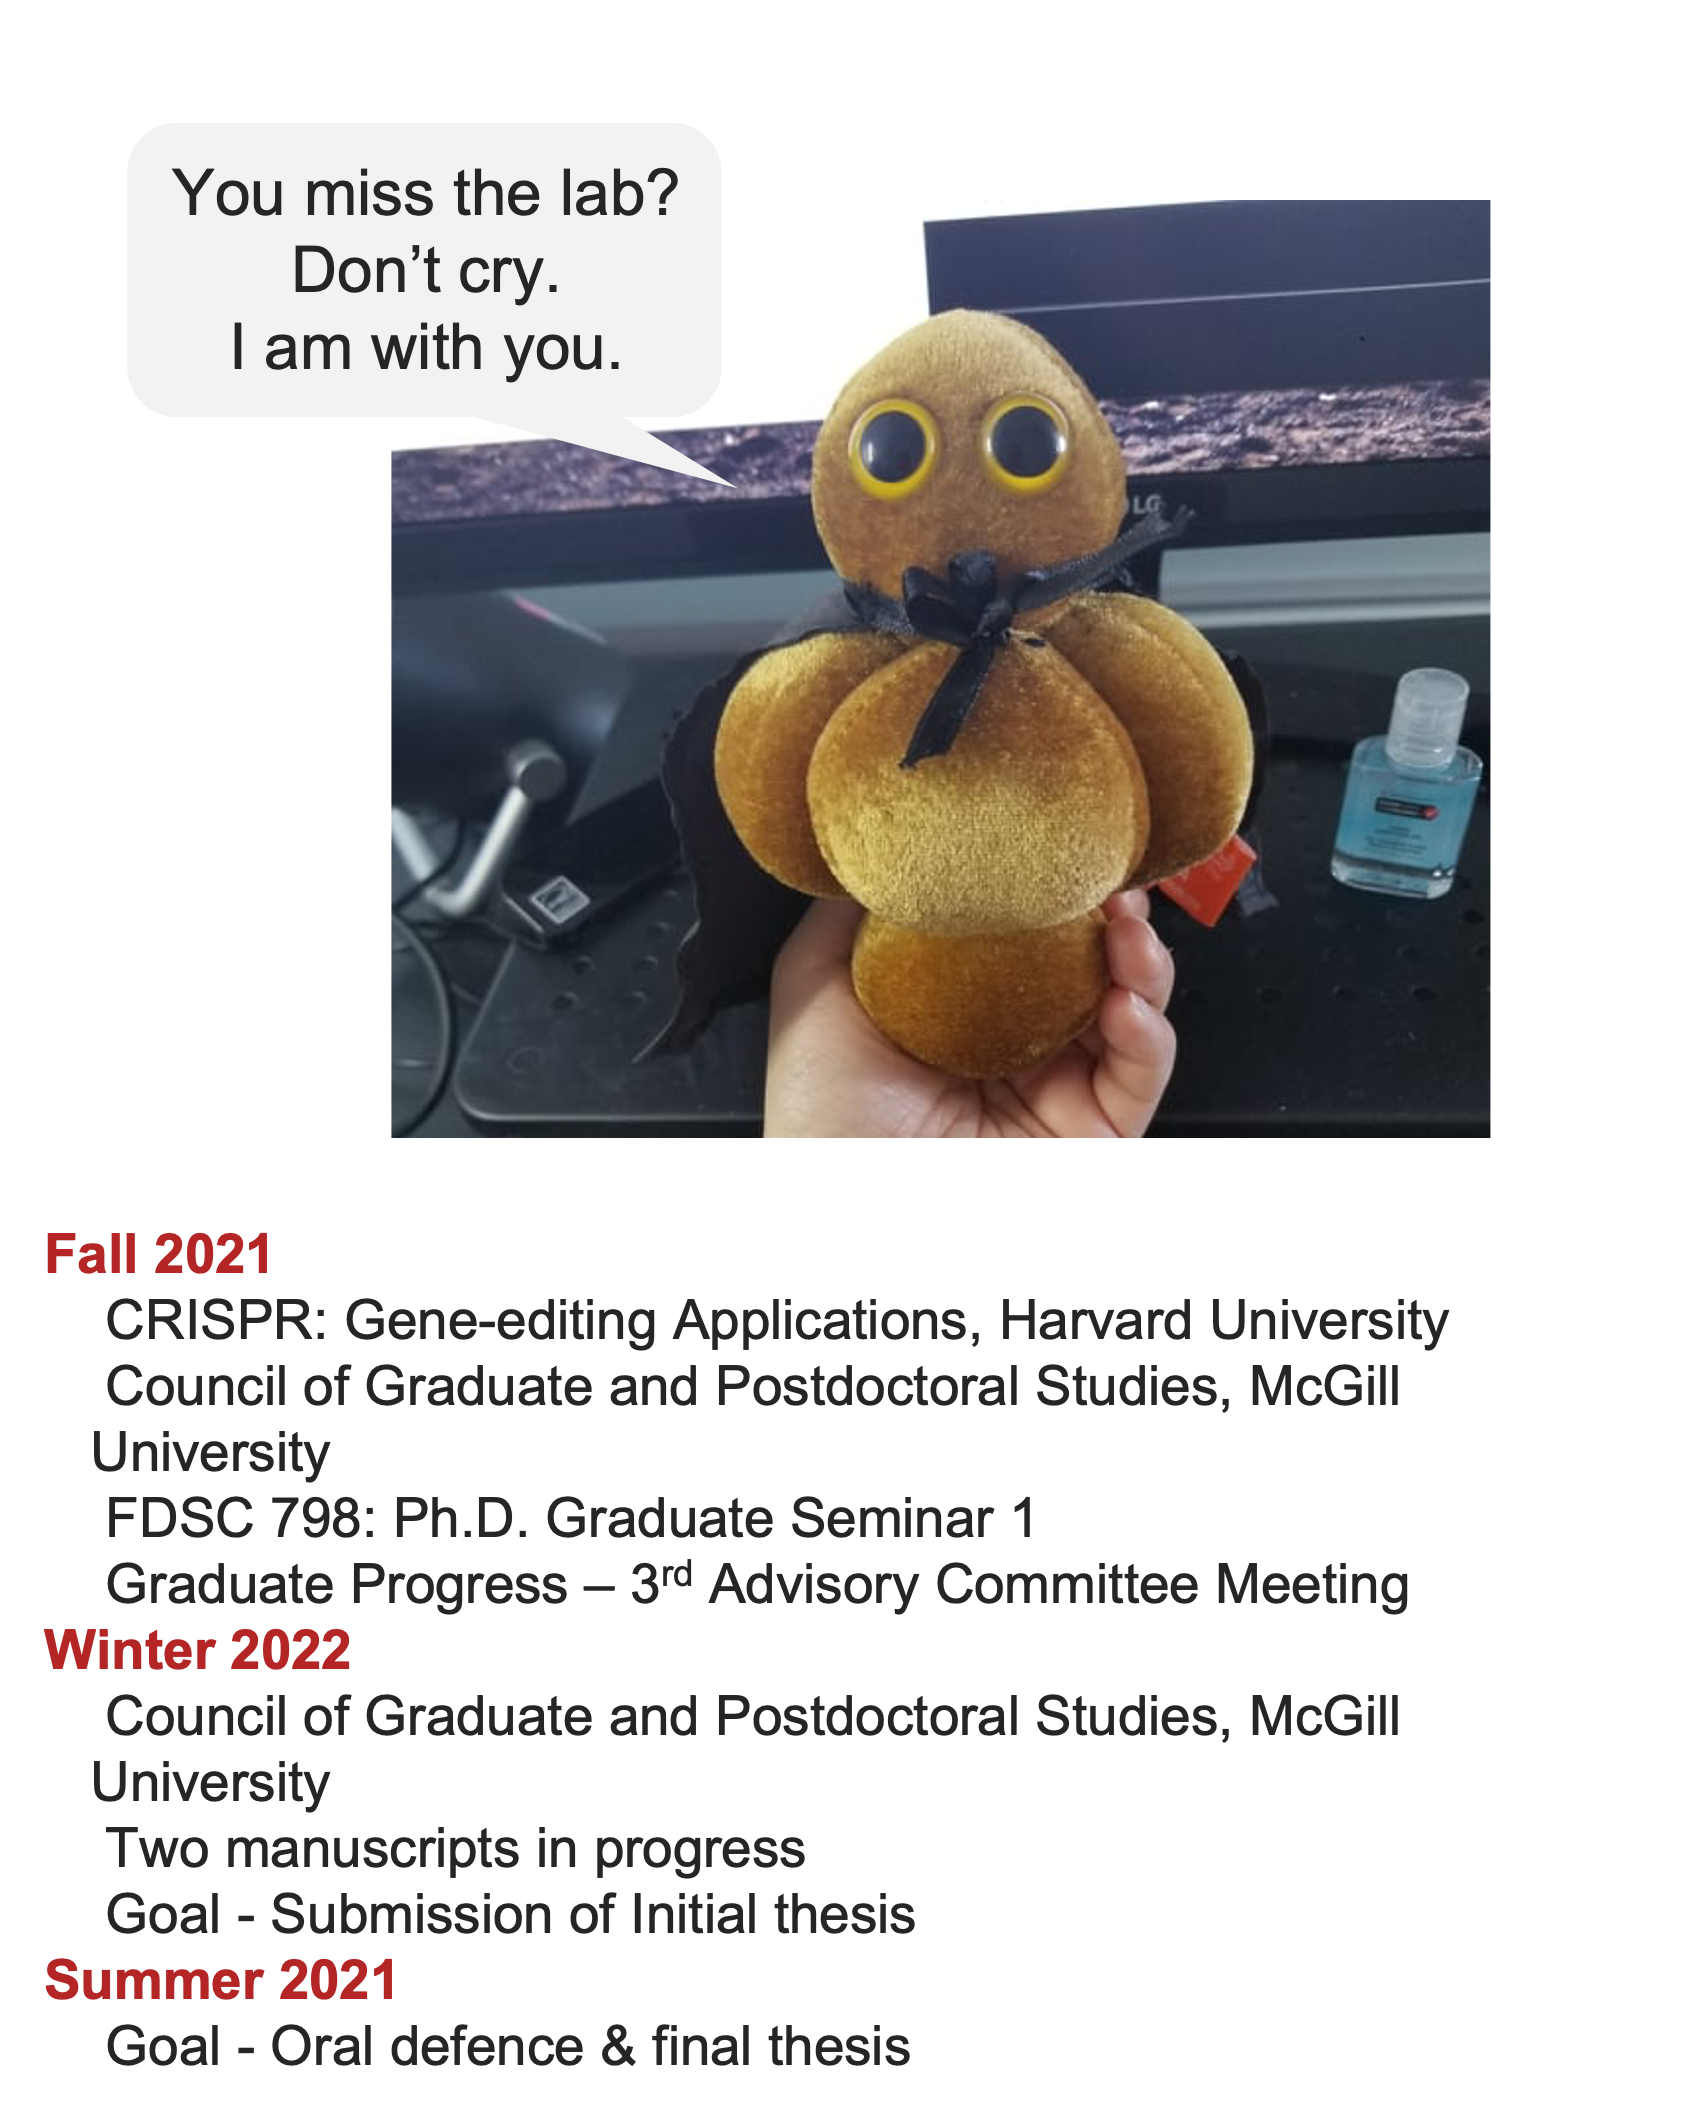 You miss the lab?
Don’t cry.
I am with you.
LG
Fall 2021
CRISPR: Gene-editing Applications, Harvard University
Council of Graduate and Postdoctoral Studies, McGill
University
FDSC 798: Ph.D. Graduate Seminar 1
Graduate Progress – 3rd Advisory Committee Meeting
Winter 2022
Council of Graduate and Postdoctoral Studies, McGill
University
Two manuscripts in progress
Goal - Submission of Initial thesis
Summer 2021
Goal - Oral defence & final thesis